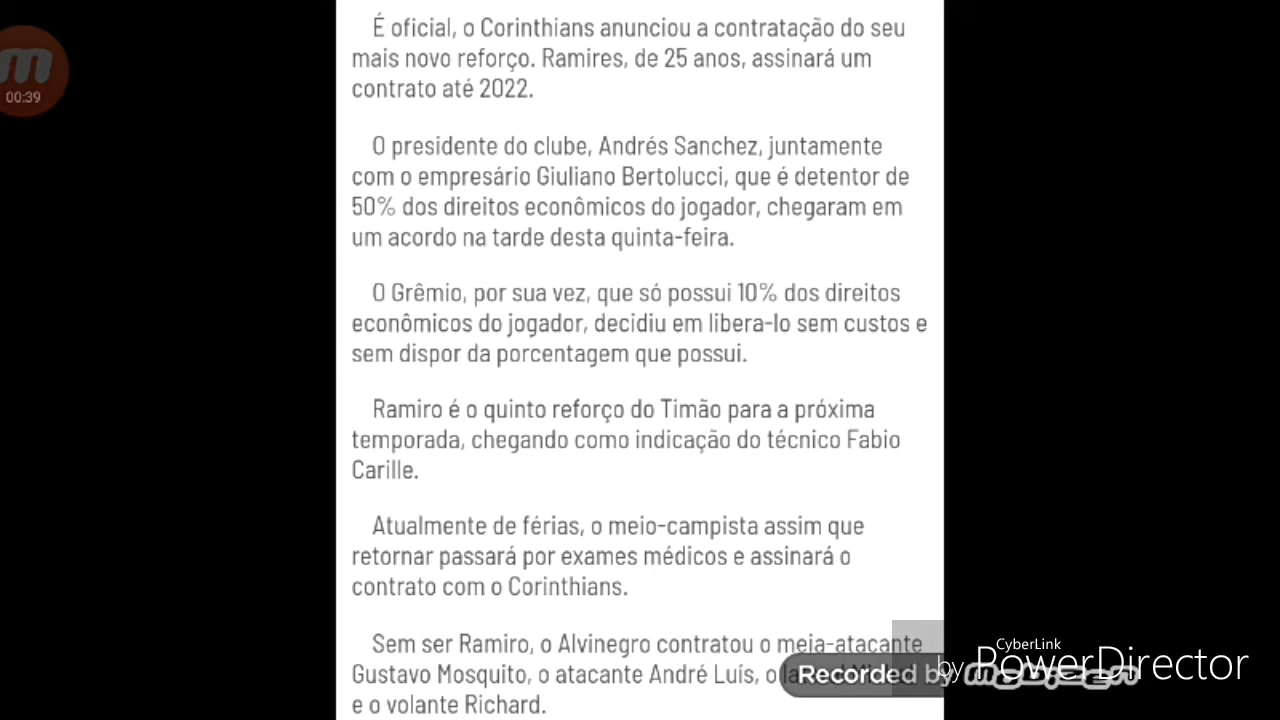 É oficial, o Corinthians anunciou a contratação do seu
mais novo reforço. Ramires, de 25 anos, assinará um
contrato até 2022.
00:39
O presidente do clube, Andrés Sanchez, juntamente
com o empresário Giuliano Bertolucci, que é detentor de
50% dos direitos econômicos do jogador, chegaram em
um acordo na tarde desta quinta-feira.
O Grêmio, por sua vez, que só possui 10% dos direitos
econômicos do jogador, decidiu em libera-lo sem custos e
sem dispor da porcentagem que possui.
Ramiro é o quinto reforço do Timão para a próxima
temporada, chegando como indicação do técnico Fabio
Carille.
Atualmente de férias, o meio-campista assim que
retornar passará por exames médicos e assinará o
contrato com o Corinthians.
Sem ser Ramiro, o Alvinegro contratou o meia-atacante
Gustavo Mosquito, o atacante André Luís, o
e o volante Richard.
Recorded by
CyberLink
by PowerDirector